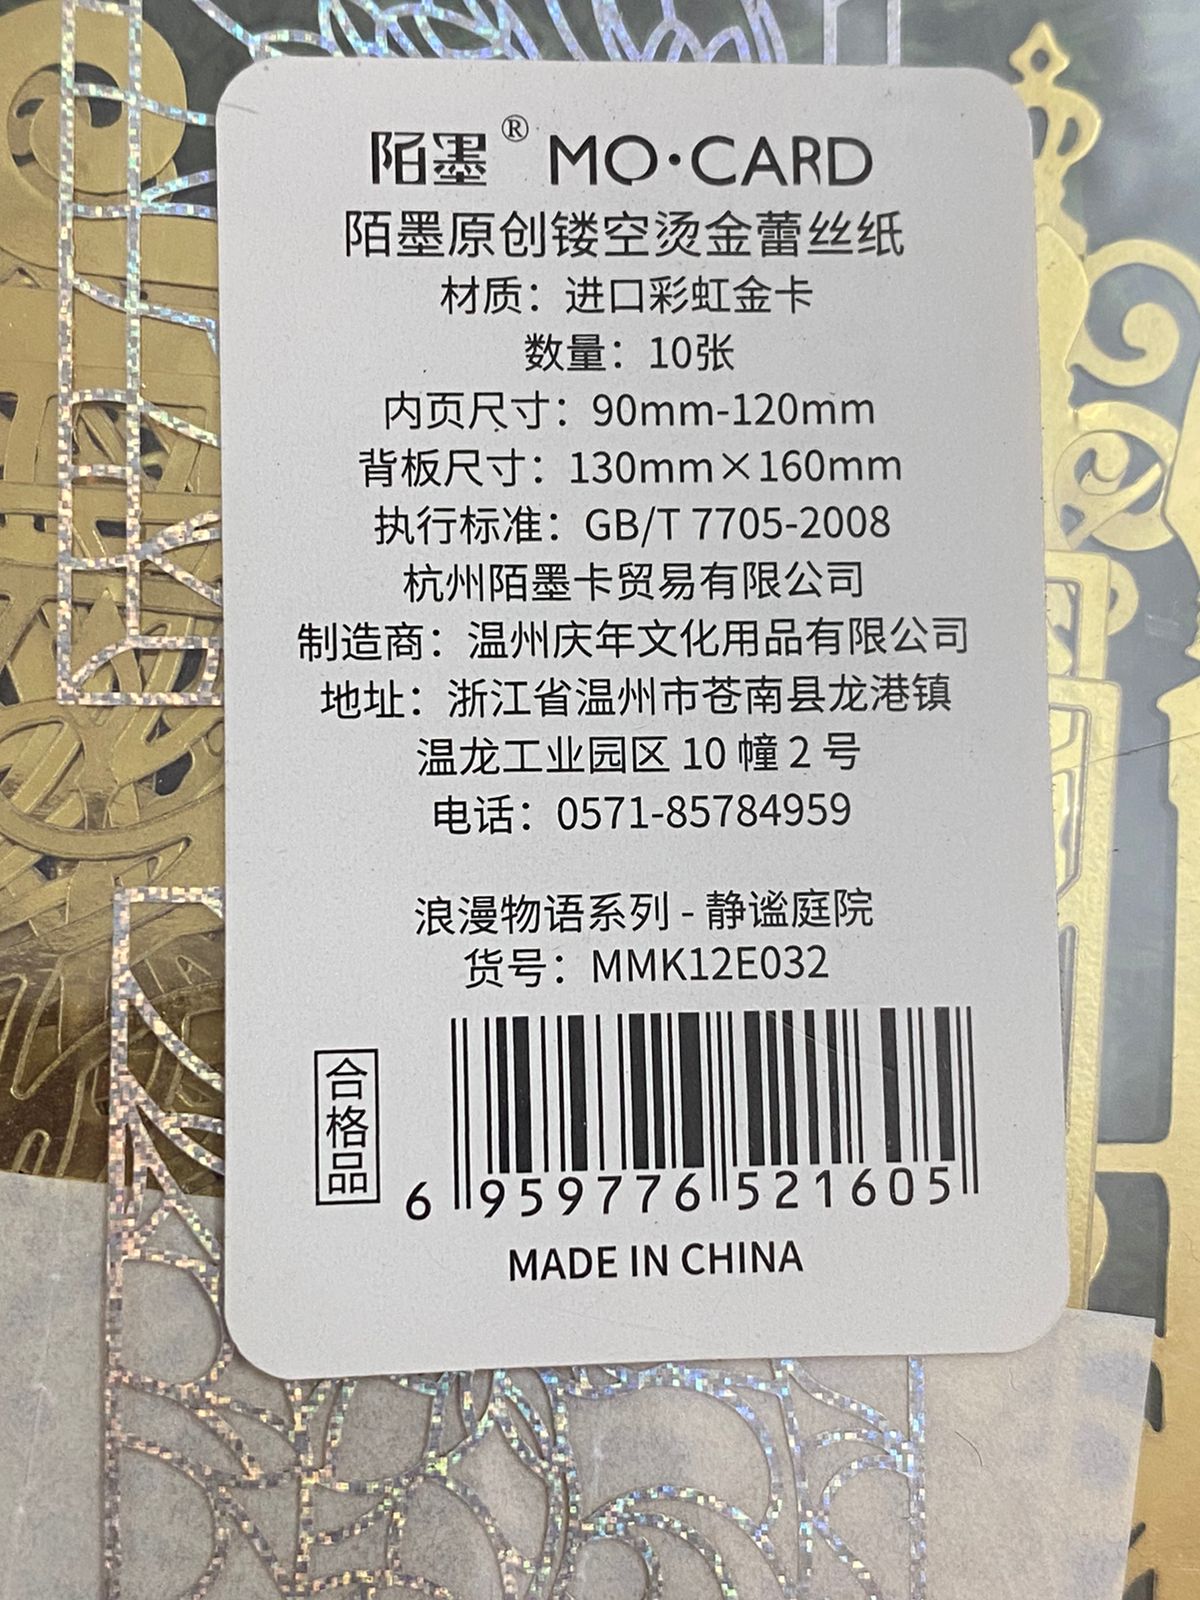 陌墨® MO·CARD
陌墨原创镂空烫金蕾丝纸
材质：进口彩虹金卡
数量：10张
内页尺寸：90mm-120mm
背板尺寸：130mm×160mm
执行标准：GB/T 7705-2008
杭州陌墨卡贸易有限公司
制造商：温州庆年文化用品有限公司
地址：浙江省温州市苍南县龙港镇
温龙工业园区 10 幢 2 号
电话：0571-85784959
浪漫物语系列 - 静谧庭院
货号：MMK12E032
合格品
6 959776 521605
MADE IN CHINA